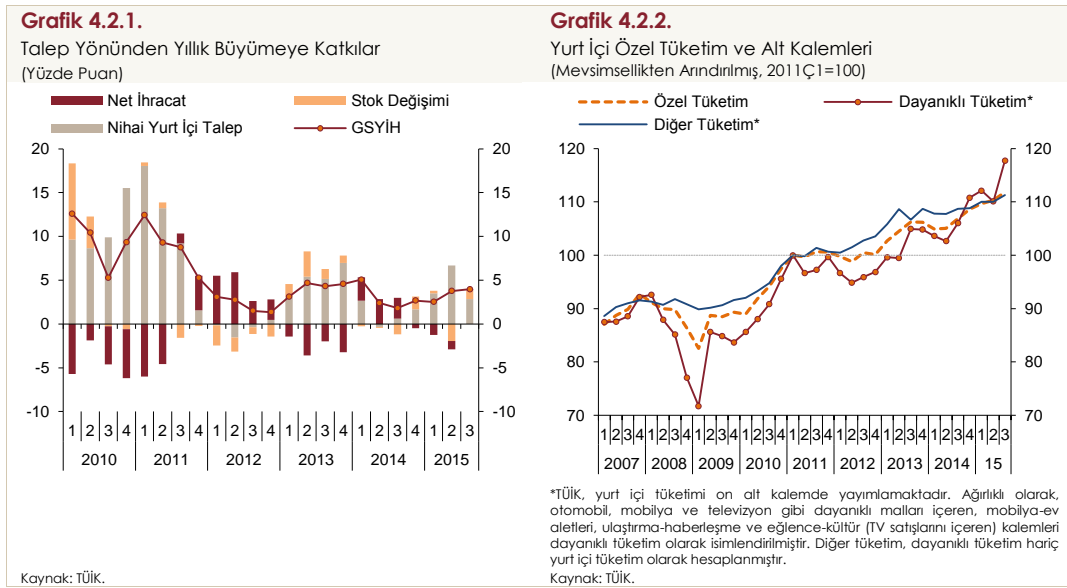 Grafik 4.2.1.
Talep Yönünden Yıllık Büyümeye Katkılar
(Yüzde Puan)
Net İhracat
Stok Değişimi
Nihai Yurt İçi Talep
GSYİH
20
20
15
15
10
10
5
5
0
0
-5
-5
-10
-10
1 2 3 4 1 2 3 4 1 2 3 4 1 2 3 4 1 2 3 4 1 2 3
2010 2011 2012 2013 2014 2015
Kaynak: TÜİK.
Grafik 4.2.2.
Yurt İçi Özel Tüketim ve Alt Kalemleri
(Mevsimsellikten Arındırılmış, 2011Ç1=100)
Özel Tüketim
Dayanıklı Tüketim*
Diğer Tüketim*
120
120
110
110
100
100
90
90
80
80
70
70
1 2 3 4 1 2 3 4 1 2 3 4 1 2 3 4 1 2 3 4 1 2 3 4 1 2 3 4 1 2 3 4 1 2 3
2007 2008 2009 2010 2011 2012 2013 2014 15
*TÜİK, yurt içi tüketimi on alt kalemde yayımlamaktadır. Ağırlıklı olarak,
otomobil, mobilya ve televizyon gibi dayanıklı malları içeren, mobilya-ev
aletleri, ulaştırma-haberleşme ve eğlence-kültür (TV satışlarını içeren) kalemleri
dayanıklı tüketim olarak isimlendirilmiştir. Diğer tüketim, dayanıklı tüketim hariç
yurt içi tüketim olarak hesaplanmıştır.
Kaynak: TÜİK.